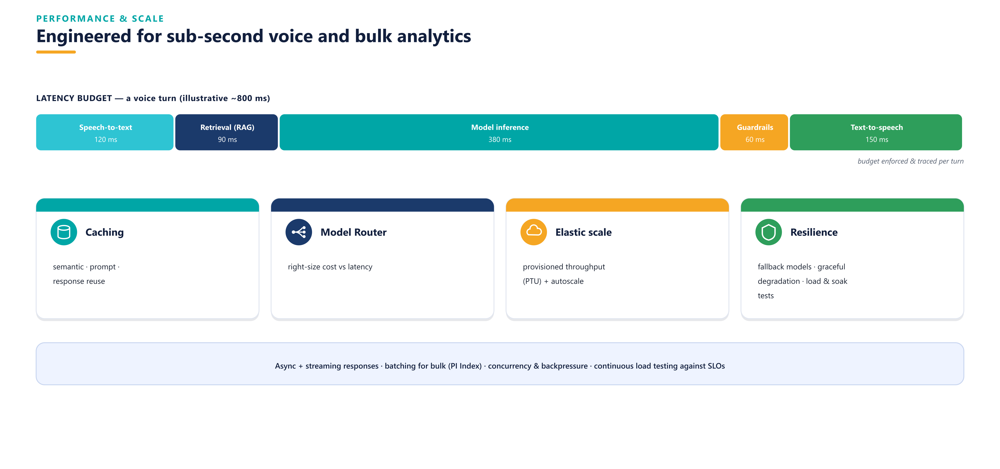 PERFORMANCE & SCALE
Engineered for sub-second voice and bulk analytics
LATENCY BUDGET — a voice turn (illustrative ~800 ms)
Speech-to-text
120 ms
Retrieval (RAG)
90 ms
Model inference
380 ms
Guardrails
60 ms
Text-to-speech
150 ms
budget enforced & traced per turn
Caching
semantic · prompt ·
response reuse
Model Router
right-size cost vs latency
Elastic scale
provisioned throughput
(PTU) + autoscale
Resilience
fallback models · graceful
degradation · load & soak
tests
Async + streaming responses · batching for bulk (PI Index) · concurrency & backpressure · continuous load testing against SLOs